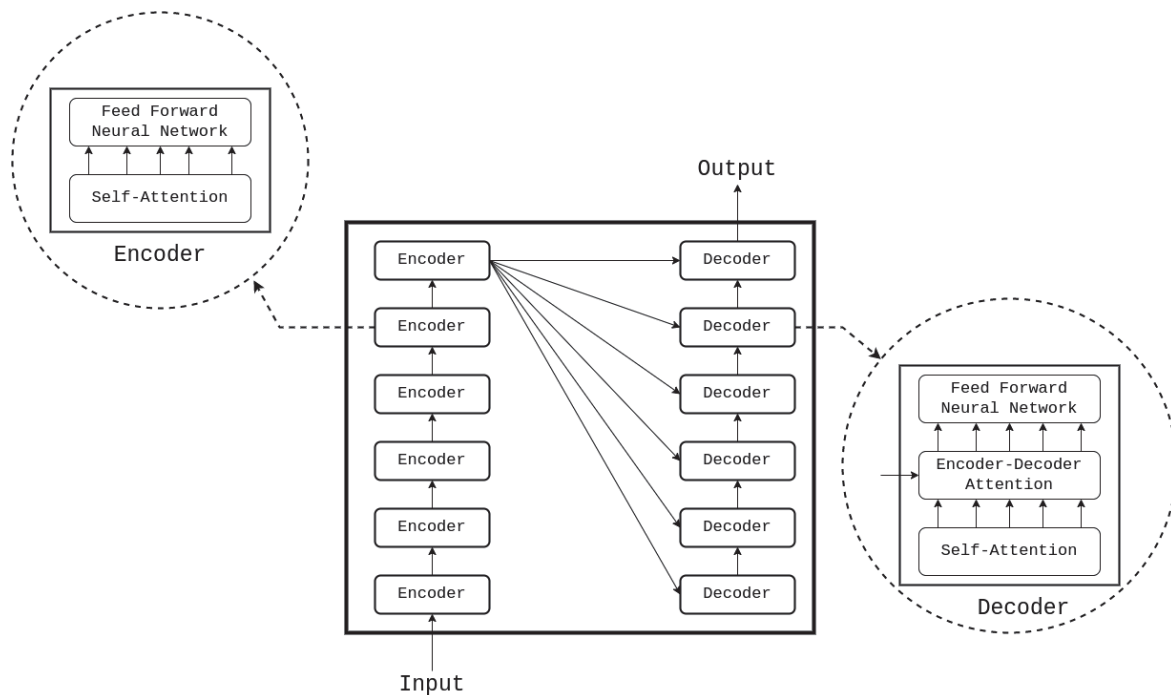 Feed Forward
Neural Network
Self-Attention
Encoder
Output
Encoder
Decoder
Encoder
Decoder
Encoder
Decoder
Encoder
Decoder
Encoder
Decoder
Encoder
Decoder
Input
Feed Forward
Neural Network
Encoder-Decoder
Attention
Self-Attention
Decoder